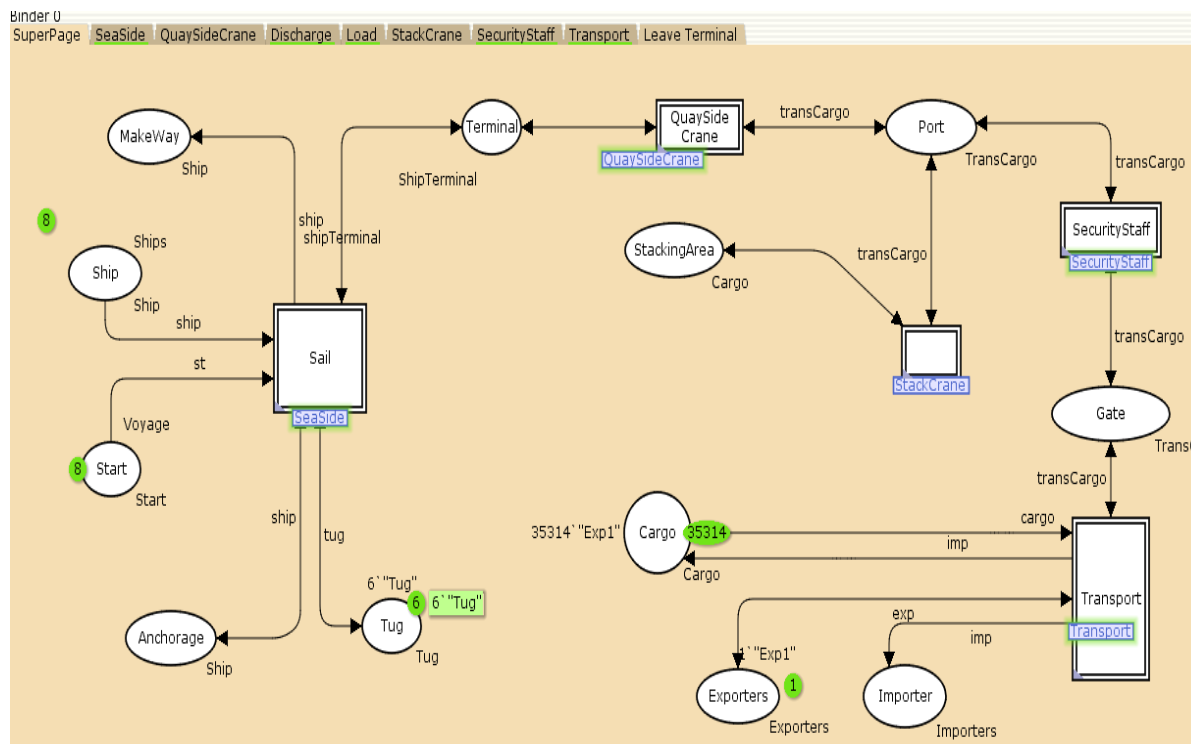 Binder 0
SuperPage SeaSide QuaySideCrane Discharge Load StackCrane SecurityStaff Transport Leave Terminal
MakeWay
Ship
Terminal
ShipTerminal
QuaySide
Crane
QuaySideCrane
transCargo
Port
TransCargo
transCargo
SecurityStaff
SecurityStaff
8
Ships
Ship
Ship
ship
shipTerminal
StackingArea
Cargo
transCargo
StackCrane
ship
Sail
SeaSide
st
Voyage
8
Start
Start
transCargo
Gate
Trans
transCargo
ship
tug
35314`"Exp1"
Cargo
35314
Cargo
cargo
imp
Transport
Transport
6`"Tug"
6
6`"Tug"
Tug
Tug
Anchorage
Ship
exp
imp
1`"Exp1"
Exporters
1
Exporters
Importer
Importers